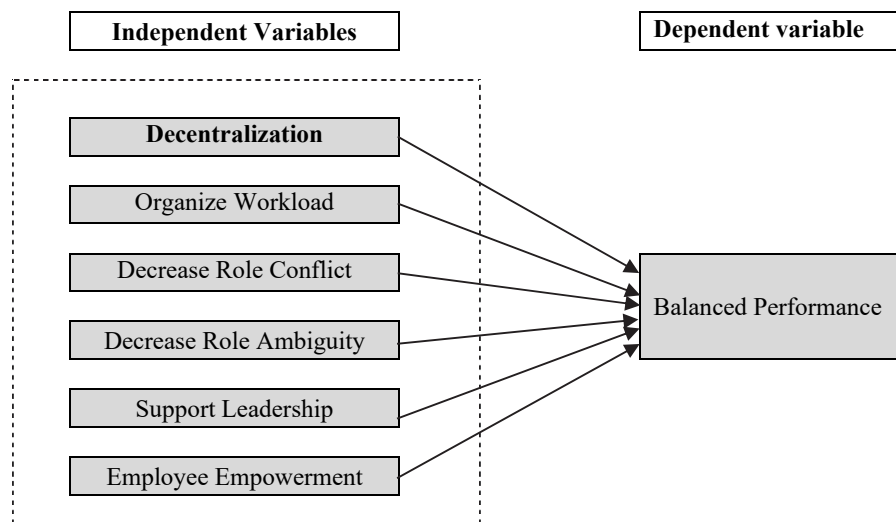 Independent Variables
Dependent variable
Decentralization
Organize Workload
Decrease Role Conflict
Decrease Role Ambiguity
Support Leadership
Employee Empowerment
Balanced Performance